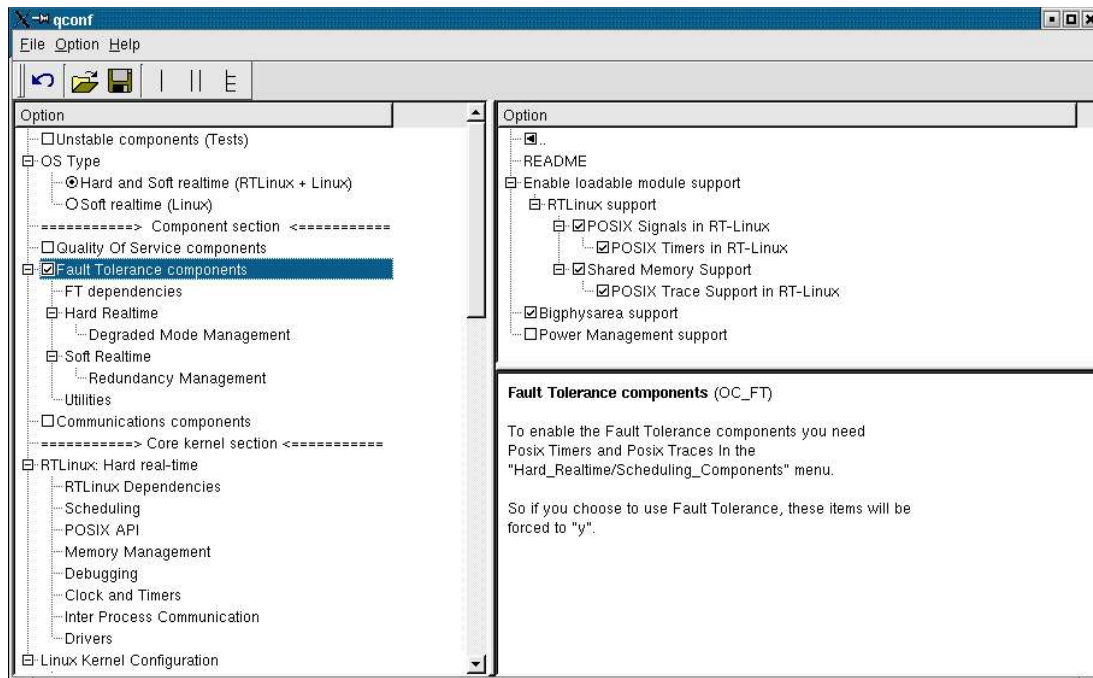 qconf
File Option Help
Option
Unstable components (Tests)
OS Type
Hard and Soft realtime (RTLinux + Linux)
Soft realtime (Linux)
===========> Component section <===========
Quality Of Service components
Fault Tolerance components
FT dependencies
Hard Realtime
Degraded Mode Management
Soft Realtime
Redundancy Management
Utilities
Communications components
===========> Core kernel section <===========
RTLinux: Hard real-time
RTLinux Dependencies
Scheduling
POSIX API
Memory Management
Debugging
Clock and Timers
Inter Process Communication
Drivers
Linux Kernel Configuration
Option
..
README
Enable loadable module support
RTLinux support
POSIX Signals in RT-Linux
POSIX Timers in RT-Linux
Shared Memory Support
POSIX Trace Support in RT-Linux
Bigphysarea support
Power Management support
Fault Tolerance components (OC_FT)
To enable the Fault Tolerance components you need
Posix Timers and Posix Traces In the
"Hard_Realtime/Scheduling_Components" menu.
So if you choose to use Fault Tolerance, these items will be
forced to "y".